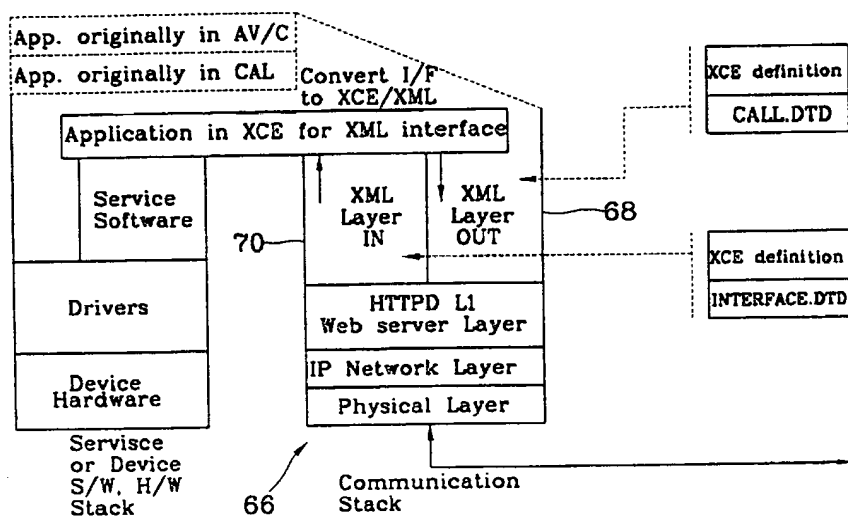 App. originally in AV/C
App. originally in CAL
Convert I/F
to XCE/XML
Application in XCE for XML interface
Service
Software
Drivers
Device
Hardware
Servisce
or Device
S/W, H/W
Stack
XML
Layer
IN
XML
Layer
OUT
HTTPD L1
Web server Layer
IP Network Layer
Physical Layer
Communication
Stack
70
68
66
XCE definition
CALL.DTD
XCE definition
INTERFACE.DTD